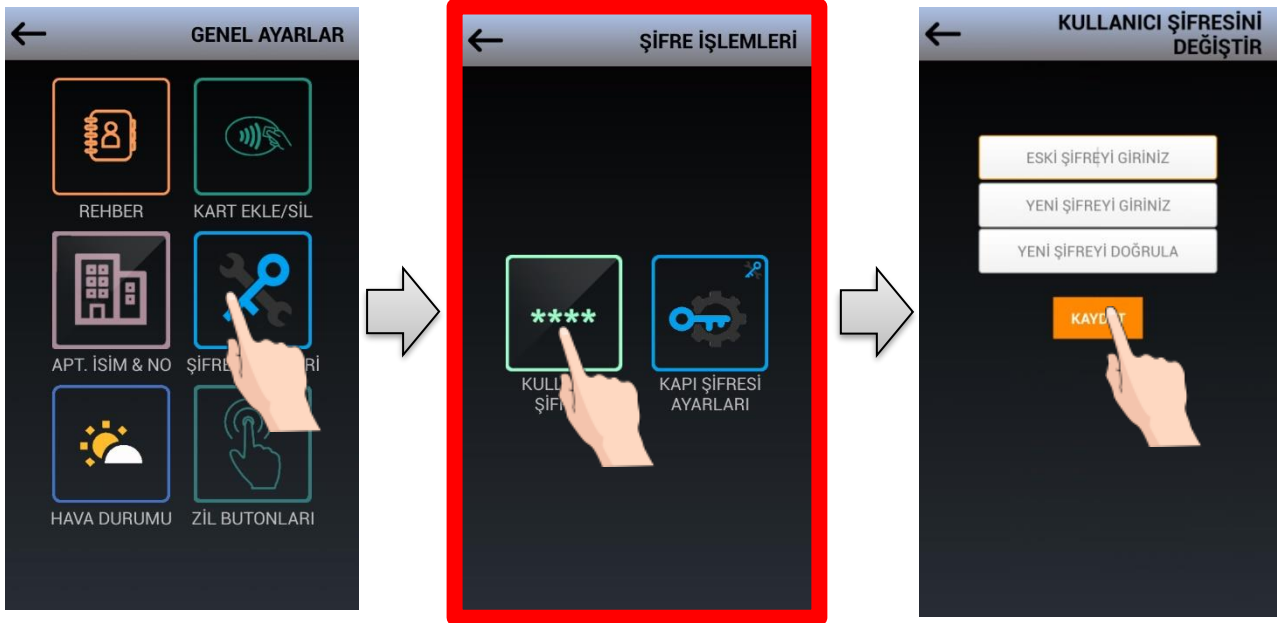 GENEL AYARLAR
REHBER
KART EKLE/SİL
APT. İSİM & NO
HAVA DURUMU
ZİL BUTONLARI
ŞİFRE İŞLEMLERİ
****
KAPI ŞİFRESİ
AYARLARI
KULLANICI ŞİFRESİNİ
DEĞİŞTİR
ESKİ ŞİFREYİ GİRİNİZ
YENİ ŞİFREYİ GİRİNİZ
YENİ ŞİFREYİ DOĞRULA